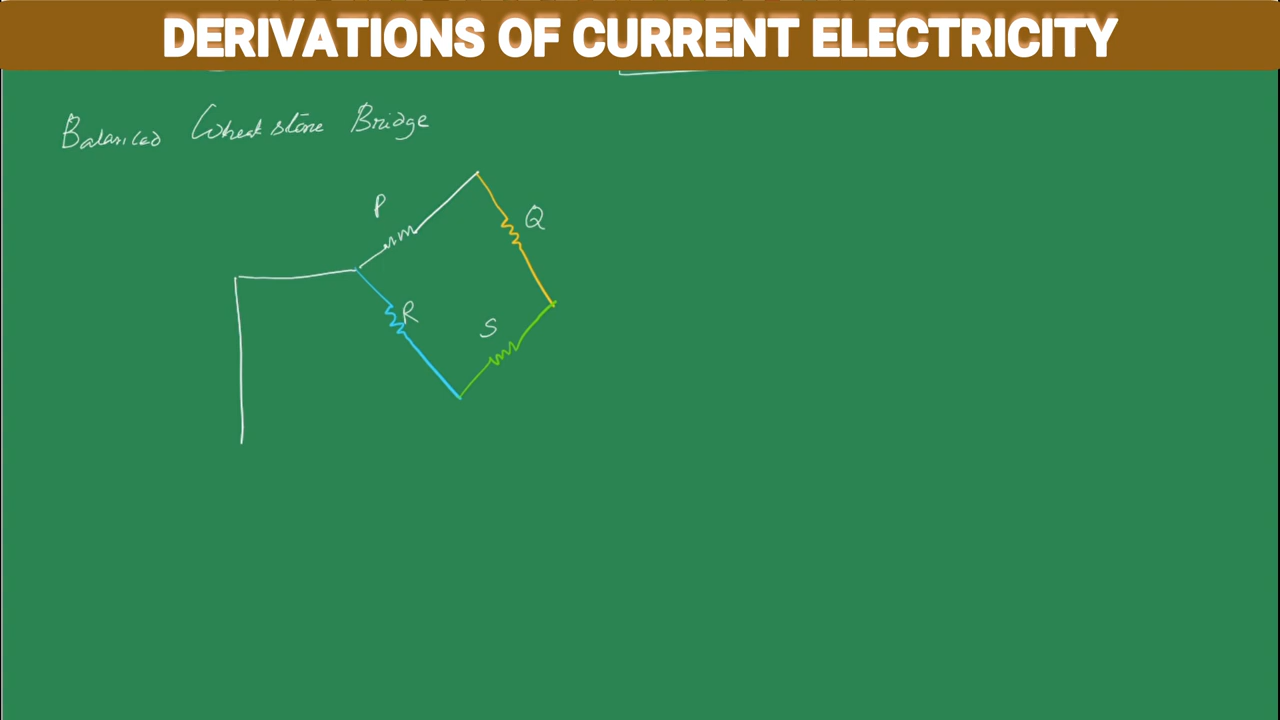 DERIVATIONS OF CURRENT ELECTRICITY
Balanced Wheatstone Bridge
P
Q
R
S